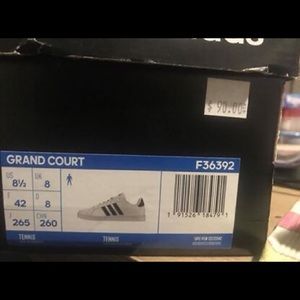 $ 90.00
GRAND COURT
F36392
US 8½ UK 8
F 42 D 8
J 265 CHN 260
TENNIS TENNIS
1 91526 18479 1